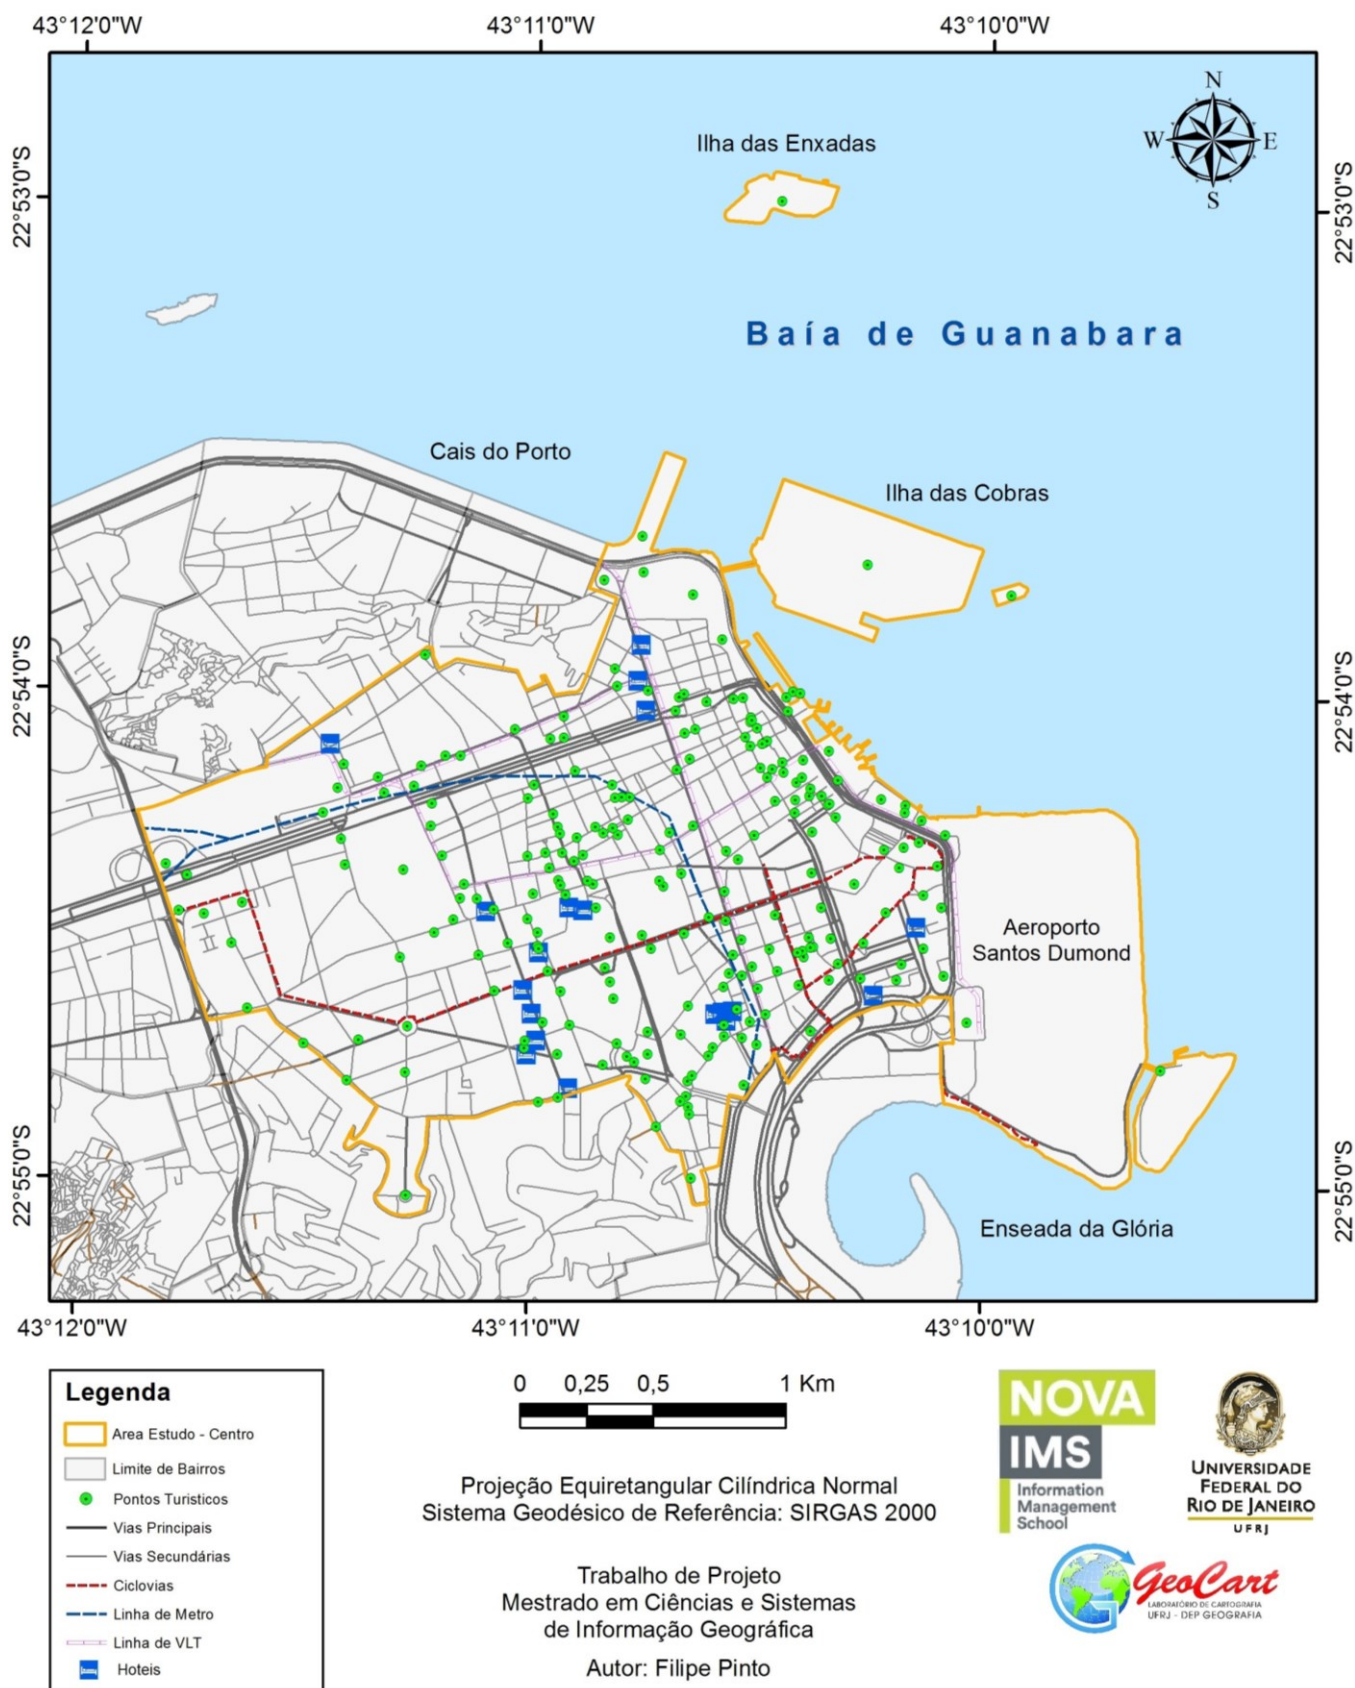 43°12'0"W
43°11'0"W
43°10'0"W
N
W
E
S
Ilha das Enxadas
22°53'0"S
22°53'0"S
Baía de Guanabara
Cais do Porto
Ilha das Cobras
22°54'0"S
22°54'0"S
Aeroporto
Santos Dumond
22°55'0"S
22°55'0"S
Enseada da Glória
43°12'0"W
43°11'0"W
43°10'0"W
Legenda
Area Estudo - Centro
Limite de Bairros
Pontos Turisticos
Vias Principais
Vias Secundárias
Ciclovias
Linha de Metro
Linha de VLT
Hoteis
0 0,25 0,5 1 Km
Projeção Equiretangular Cilíndrica Normal
Sistema Geodésico de Referência: SIRGAS 2000
Trabalho de Projeto
Mestrado em Ciências e Sistemas
de Informação Geográfica
Autor: Filipe Pinto
NOVA
IMS
Information
Management
School
UNIVERSIDADE
FEDERAL DO
RIO DE JANEIRO
UFRJ
GeoCart
LABORATÓRIO DE CARTOGRAFIA
UFRJ - DEP GEOGRAFIA